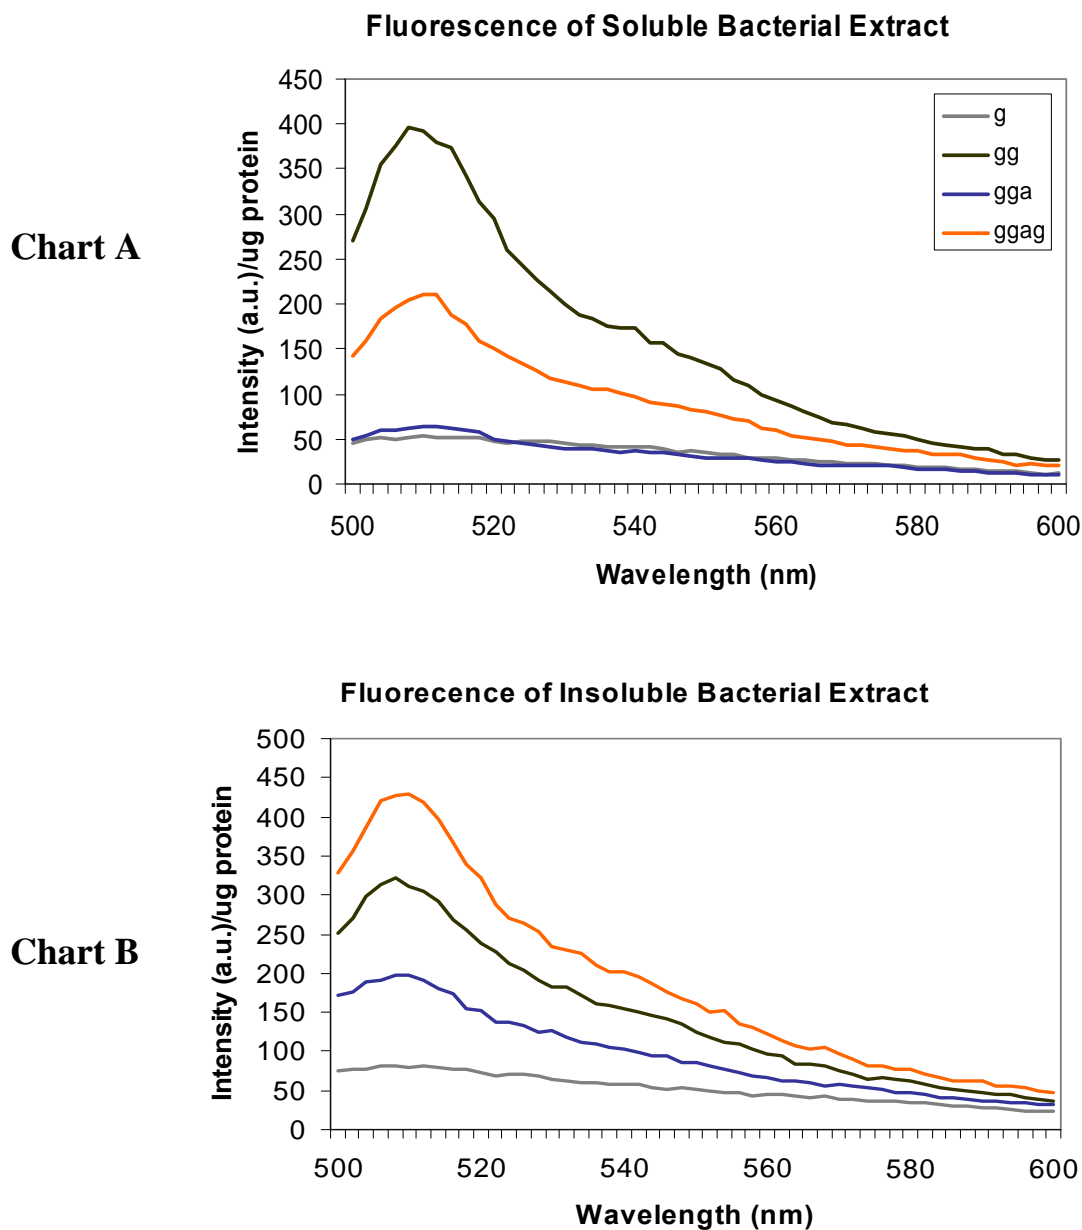 Fluorescence of Soluble Bacterial Extract
Chart A
Intensity (a.u.)/ug protein
450
400
350
300
250
200
150
100
50
0
g
gg
gga
ggag
500 520 540 560 580 600
Wavelength (nm)
Fluorecence of Insoluble Bacterial Extract
Chart B
Intensity (a.u.)/ug protein
500
450
400
350
300
250
200
150
100
50
0
500 520 540 560 580 600
Wavelength (nm)